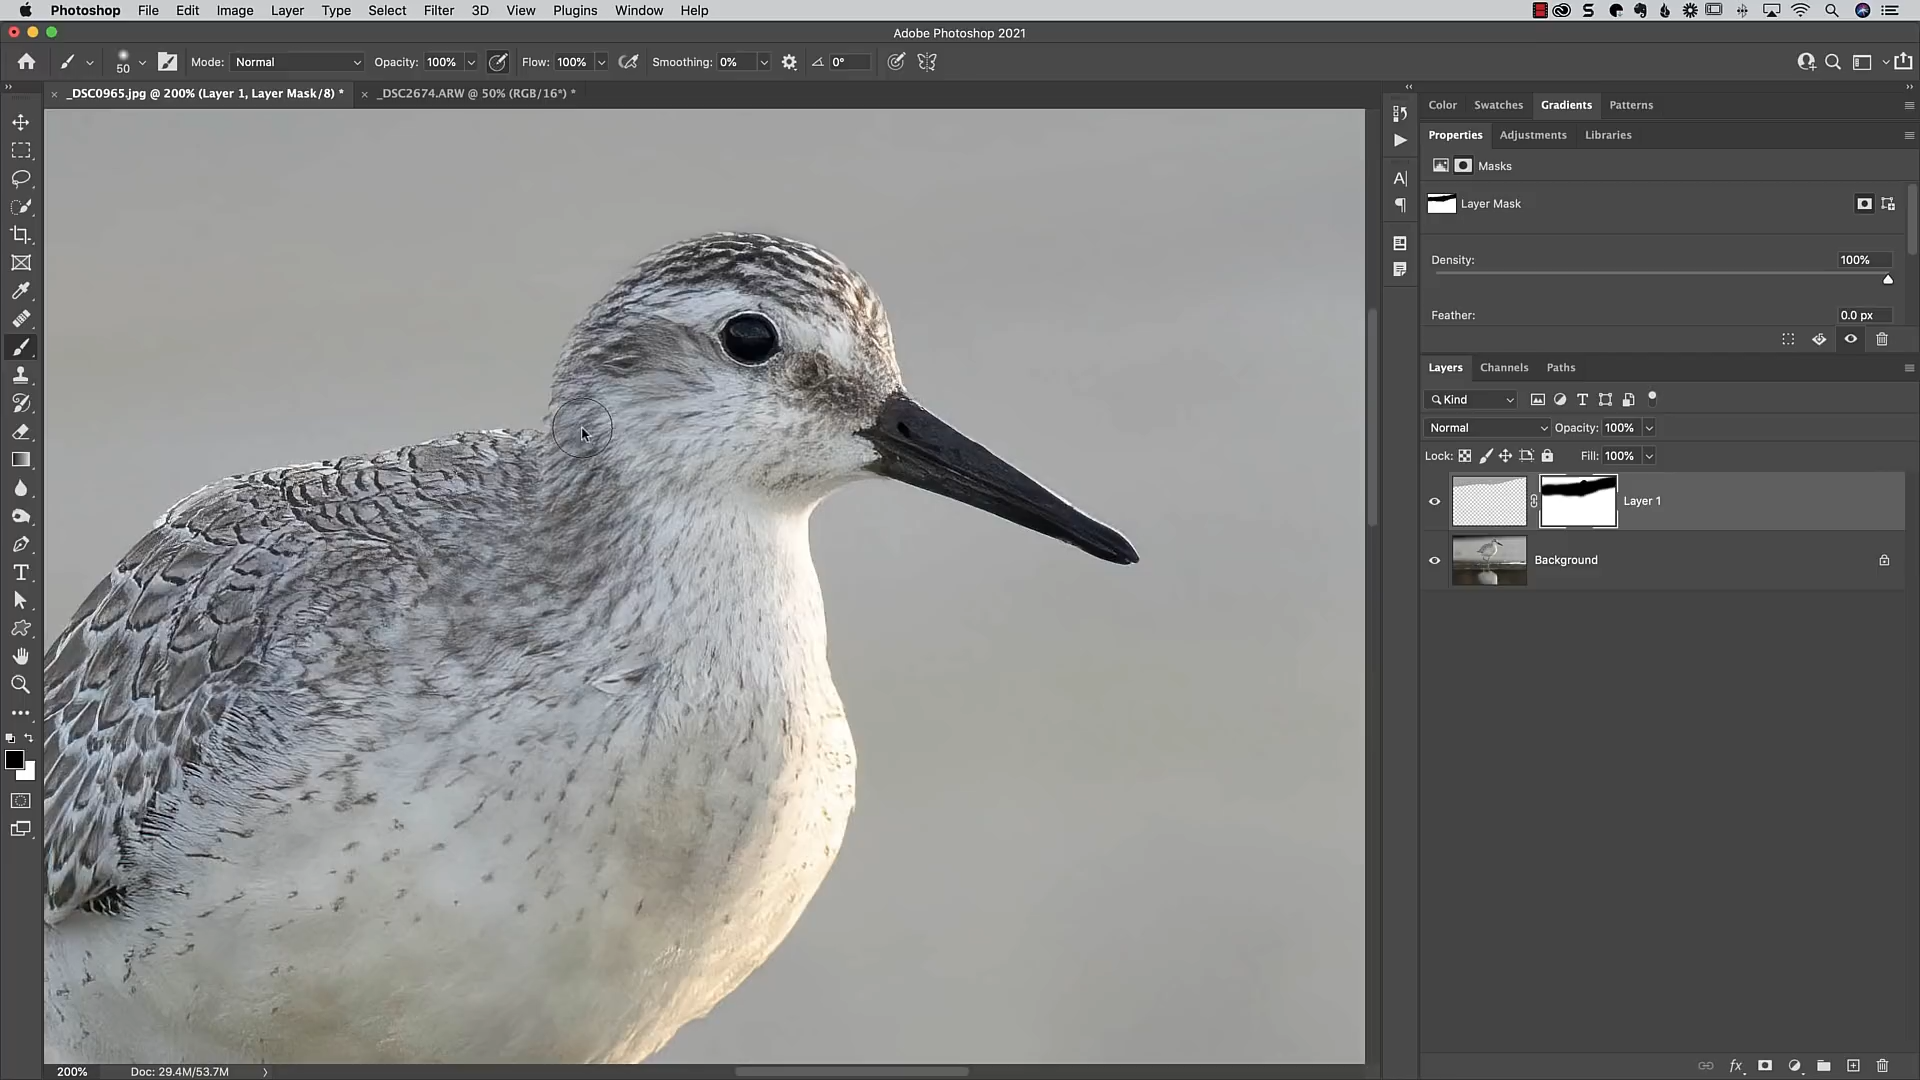 Photoshop File Edit Image Layer Type Select Filter 3D View Plugins Window Help
Adobe Photoshop 2021
50 Mode: Normal Opacity: 100% Flow: 100% Smoothing: 0% 0°
_DSC0965.jpg @ 200% (Layer 1, Layer Mask/8) * _DSC2674.ARW @ 50% (RGB/16*) *
Color Swatches Gradients Patterns
Properties Adjustments Libraries
Masks
Layer Mask
Density: 100%
Feather: 0.0 px
Layers Channels Paths
Kind
Normal Opacity: 100%
Lock: Fill: 100%
Layer 1
Background
200% Doc: 29.4M/53.7M